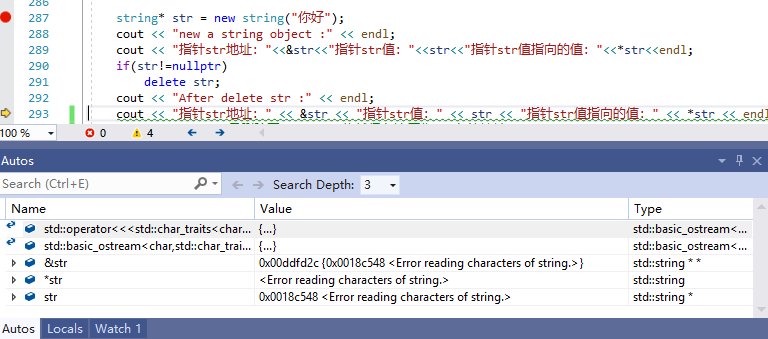 286
287 string* str = new string("你好");
288 cout << "new a string object :" << endl;
289 cout << "指针str地址: "<<&str<<"指针str值: "<<str<<"指针str值指向的值: "<<*str<<endl;
290 if(str!=nullptr)
291 delete str;
292 cout << "After delete str :" << endl;
293 cout << "指针str地址: " << &str << "指针str值: " << str << "指针str值指向的值: " << *str << endl
100 % 0 4
Autos
Search (Ctrl+E) Search Depth: 3
Name Value Type
std::operator<<<std::char_traits<char... {...} std::basic_ostream<...
std::basic_ostream<char,std::char_trai... {...} std::basic_ostream<...
&str 0x00ddfd2c {0x0018c548 <Error reading characters of string.>} std::string * *
*str <Error reading characters of string.> std::string
str 0x0018c548 <Error reading characters of string.> std::string *
Autos Locals Watch 1